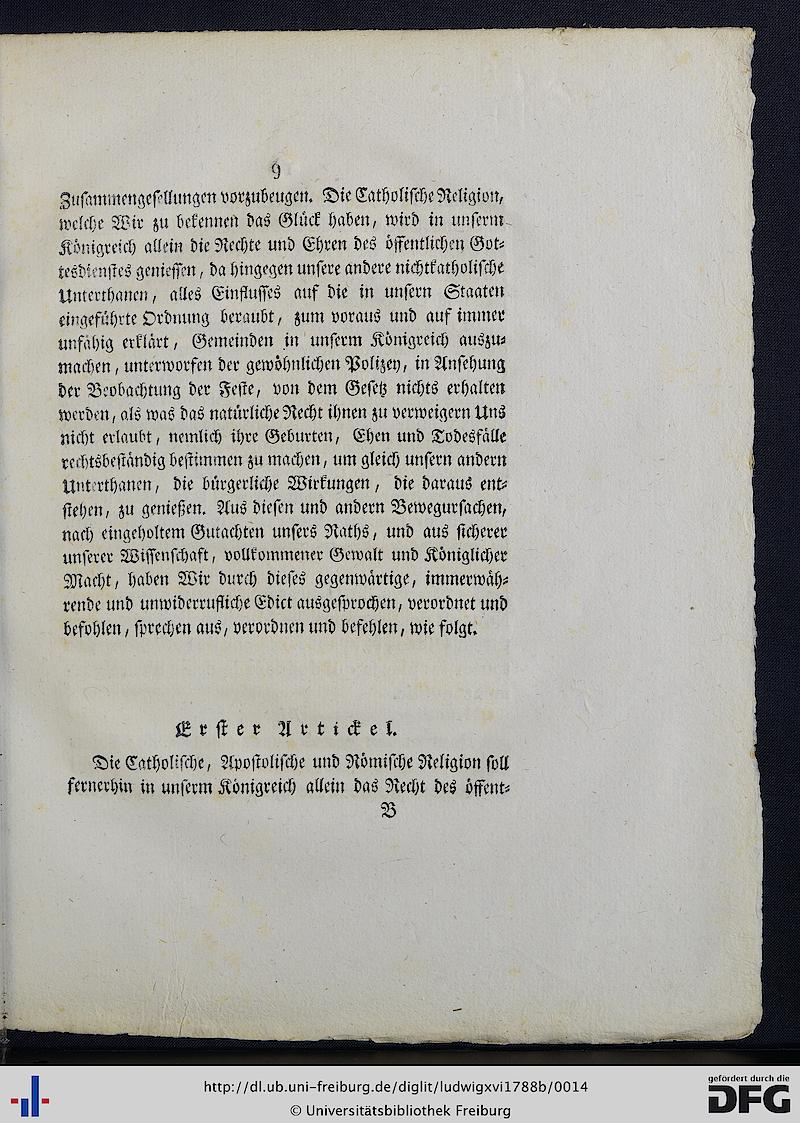 9
Zusammengesellungen vorzubeugen. Die Catholische Religion,
welche Wir zu bekennen das Glück haben, wird in unserm
Königreich allein die Rechte und Ehren des öffentlichen Got-
tesdienstes geniessen, da hingegen unsere andere nichtkatholische
Unterthanen, alles Einflusses auf die in unsern Staaten
eingeführte Ordnung beraubt, zum voraus und auf immer
unfähig erklärt, Gemeinden in unserm Königreich auszu-
machen, unterworfen der gewöhnlichen Polizey, in Ansehung
der Beobachtung der Feste, von dem Gesetz nichts erhalten
werden, als was das natürliche Recht ihnen zu verweigern Uns
nicht erlaubt, nemlich ihre Geburten, Ehen und Todesfälle
rechtsbeständig bestimmen zu machen, um gleich unsern andern
Unterthanen, die bürgerliche Wirkungen, die daraus ent-
stehen, zu genießen. Aus diesen und andern Bewegursachen,
nach eingeholtem Gutachten unsers Raths, und aus sicherer
unserer Wissenschaft, vollkommener Gewalt und Königlicher
Macht, haben Wir durch dieses gegenwärtige, immerwäh-
rende und unwiderrufliche Edict ausgesprochen, verordnet und
befohlen, sprechen aus, verordnen und befehlen, wie folgt.
Erster Artickel.
Die Catholische, Apostolische und Römische Religion soll
fernerhin in unserm Königreich allein das Recht des öffent-
B
http://dl.ub.uni-freiburg.de/diglit/ludwigxvi1788b/0014
© Universitätsbibliothek Freiburg
gefördert durch die
DFG